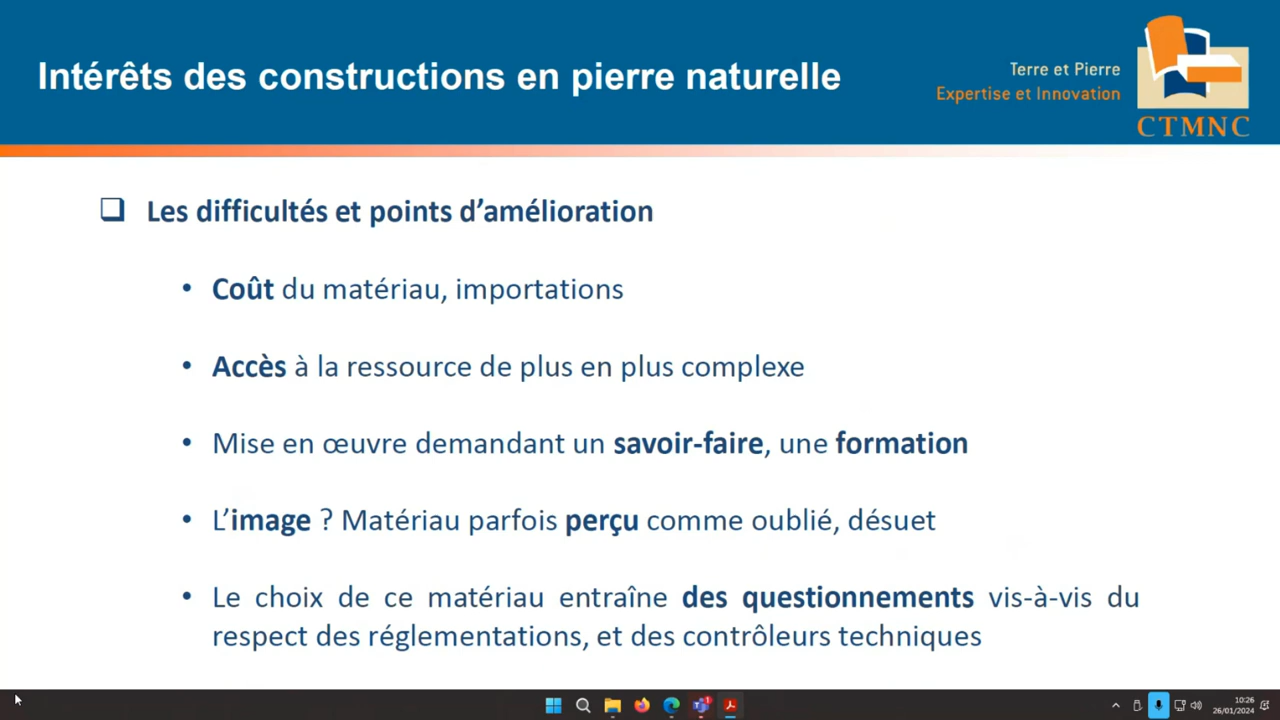 Intérêts des constructions en pierre naturelle
Terre et Pierre
Expertise et Innovation
CTMNC
Les difficultés et points d’amélioration
• Coût du matériau, importations
• Accès à la ressource de plus en plus complexe
• Mise en œuvre demandant un savoir-faire, une formation
• L’image ? Matériau parfois perçu comme oublié, désuet
• Le choix de ce matériau entraîne des questionnements vis-à-vis du
respect des réglementations, et des contrôleurs techniques
10:26
26/01/2024